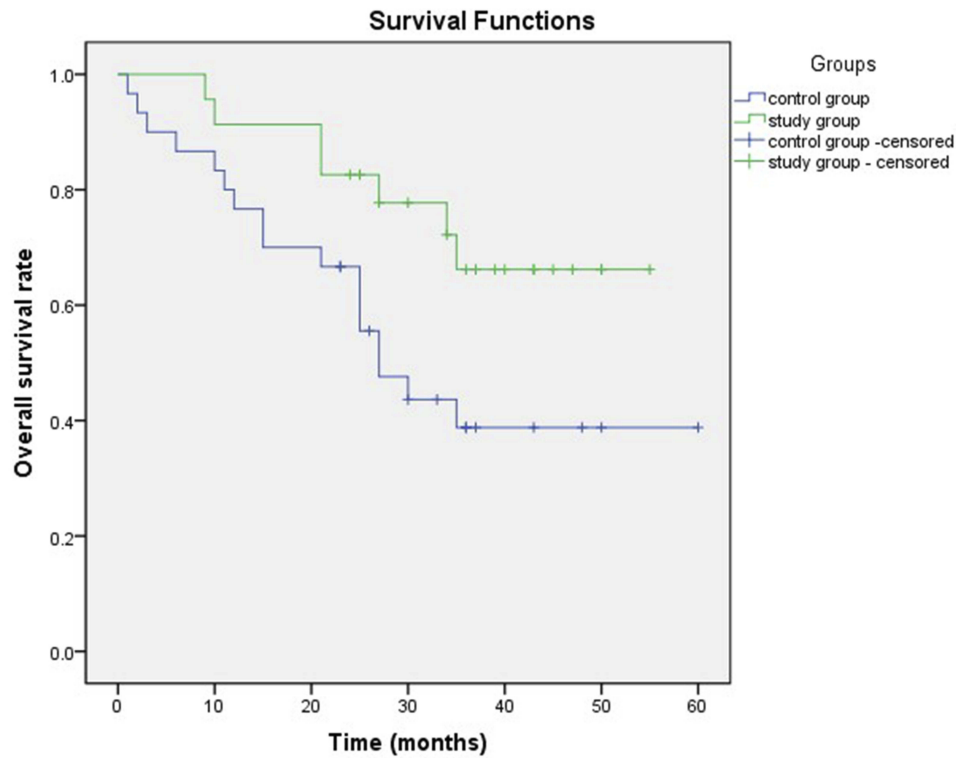 Survival Functions
Groups
control group
study group
control group -censored
study group - censored
Overall survival rate
1.0
0.8
0.6
0.4
0.2
0.0
0 10 20 30 40 50 60
Time (months)